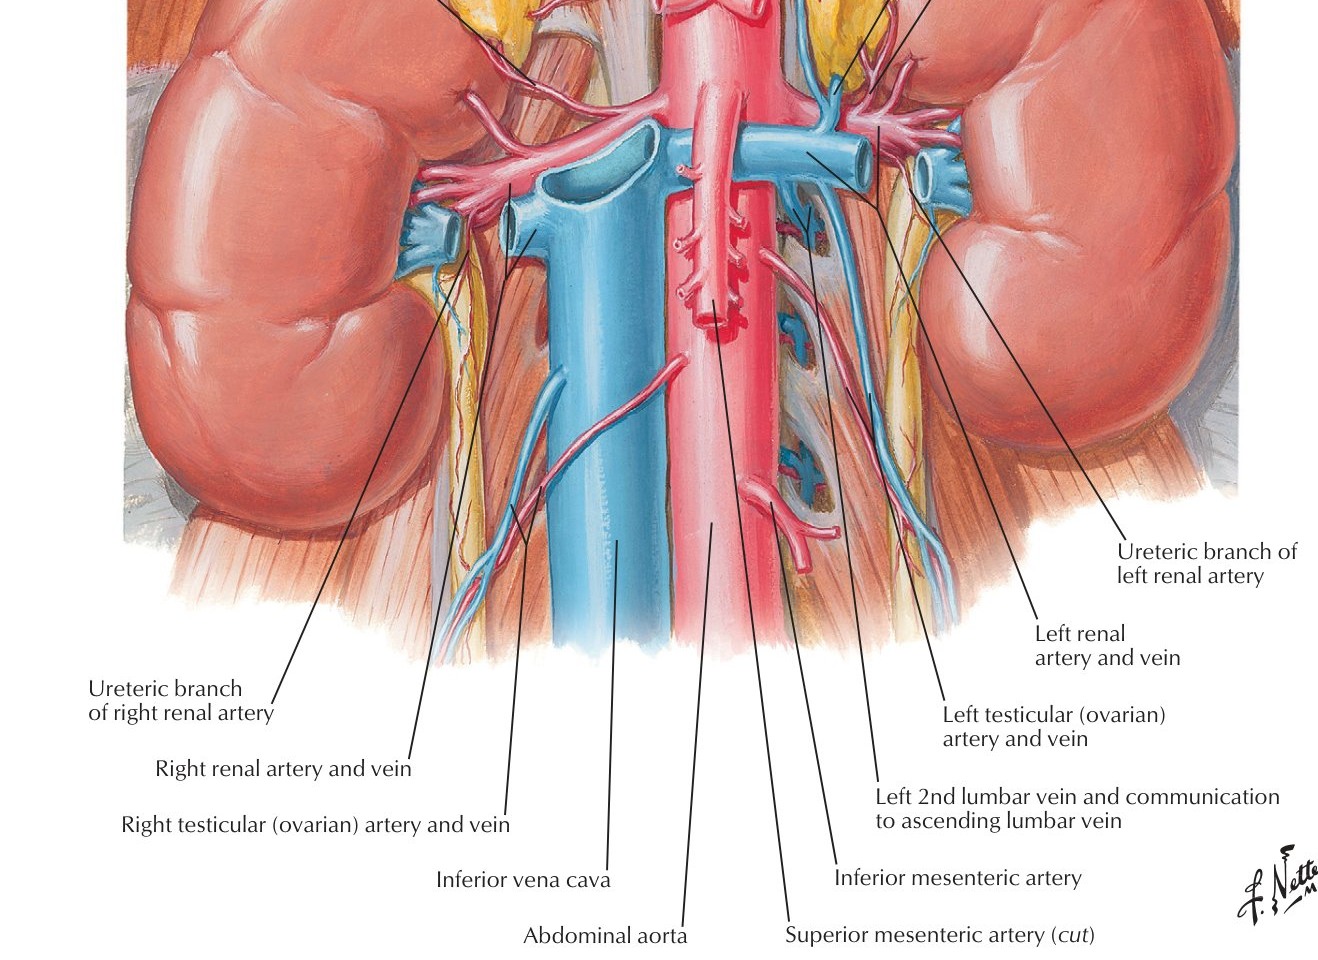 Ureteric branch of
left renal artery
Left renal
artery and vein
Ureteric branch
of right renal artery
Left testicular (ovarian)
artery and vein
Right renal artery and vein
Left 2nd lumbar vein and communication
to ascending lumbar vein
Right testicular (ovarian) artery and vein
Inferior vena cava
Inferior mesenteric artery
Abdominal aorta
Superior mesenteric artery (cut)
f. Nette